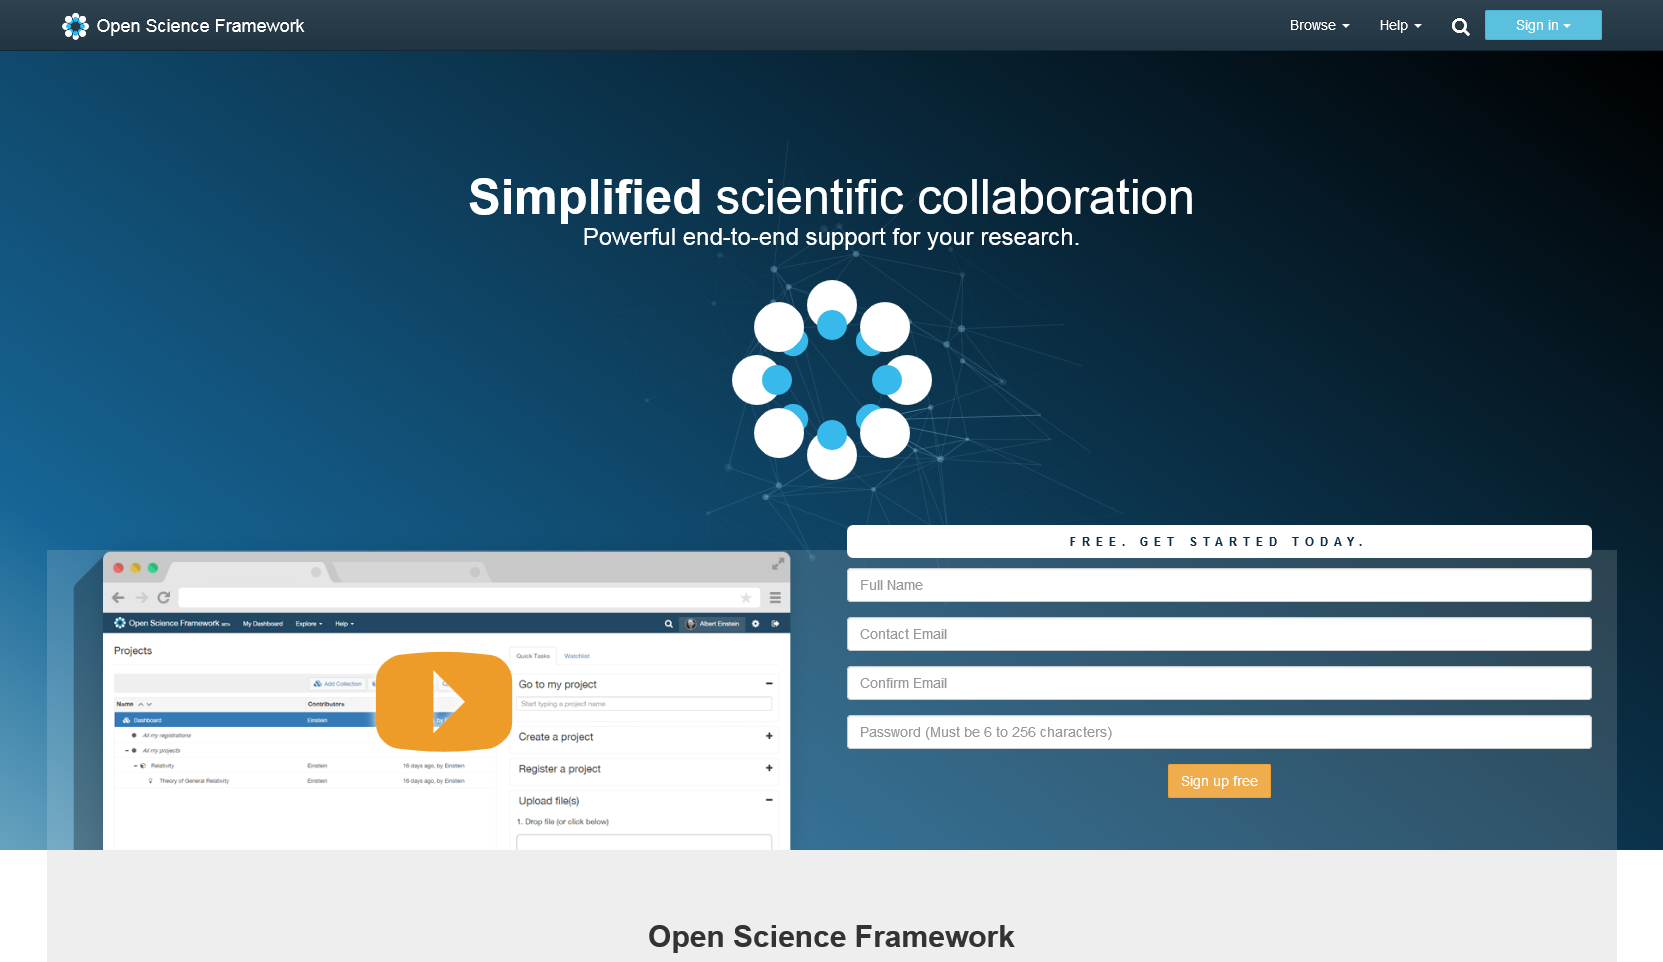 Open Science Framework
Browse
Help
Sign in
Simplified scientific collaboration
Powerful end-to-end support for your research.
FREE. GET STARTED TODAY.
Full Name
Contact Email
Confirm Email
Password (Must be 6 to 256 characters)
Sign up free
Open Science Framework BETA My Dashboard Explore Help Albert Einstein
Projects
Add Collection
Name Contributors
Dashboard Einstein by Einstein
All my registrations
All my projects
Relativity Einstein 16 days ago, by Einstein
Theory of General Relativity Einstein 16 days ago, by Einstein
Quick Tasks Watchlist
Go to my project
Start typing a project name
Create a project
Register a project
Upload file(s)
1. Drop file (or click below)
Open Science Framework